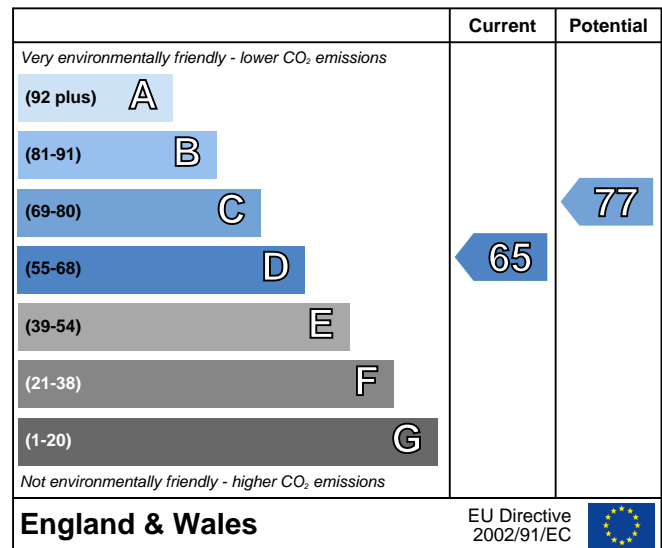 Current Potential
Very environmentally friendly - lower CO₂ emissions
(92 plus) A
(81-91) B
(69-80) C
77
(55-68) D
65
(39-54) E
(21-38) F
(1-20) G
Not environmentally friendly - higher CO₂ emissions
England & Wales
EU Directive
2002/91/EC